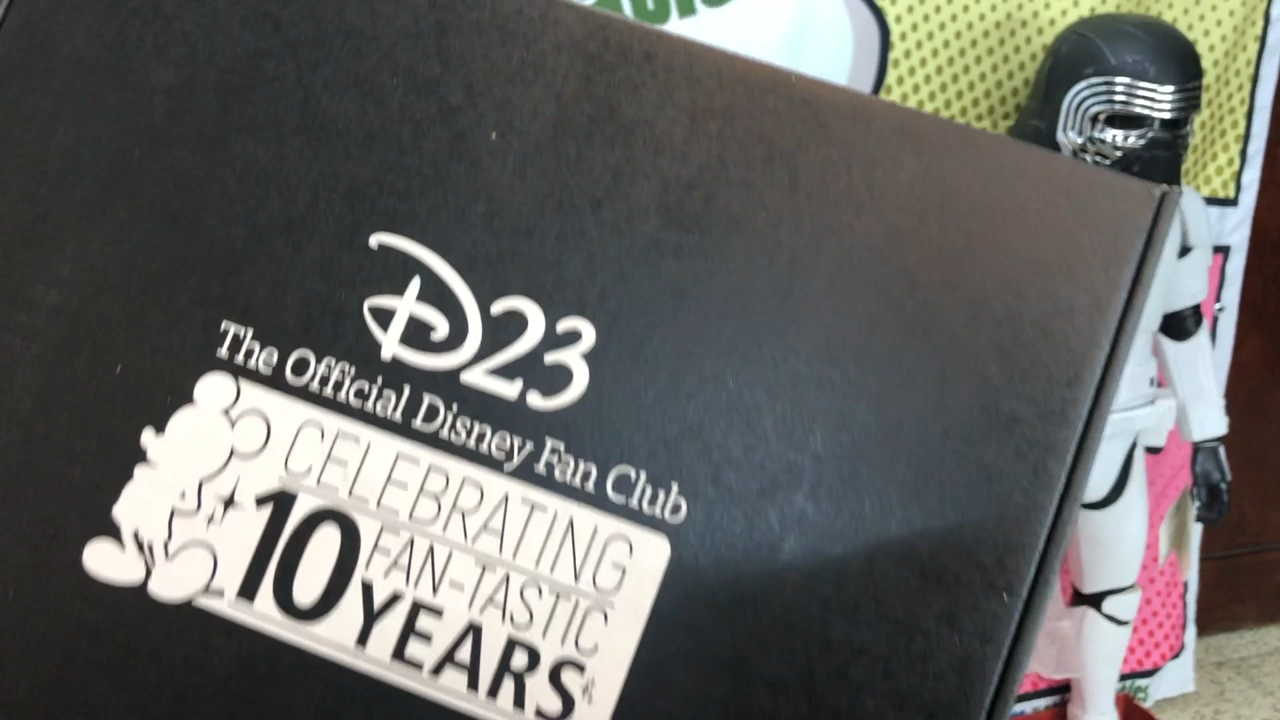 D23
The Official Disney Fan Club
CELEBRATING
10 FAN-TASTIC
YEARS